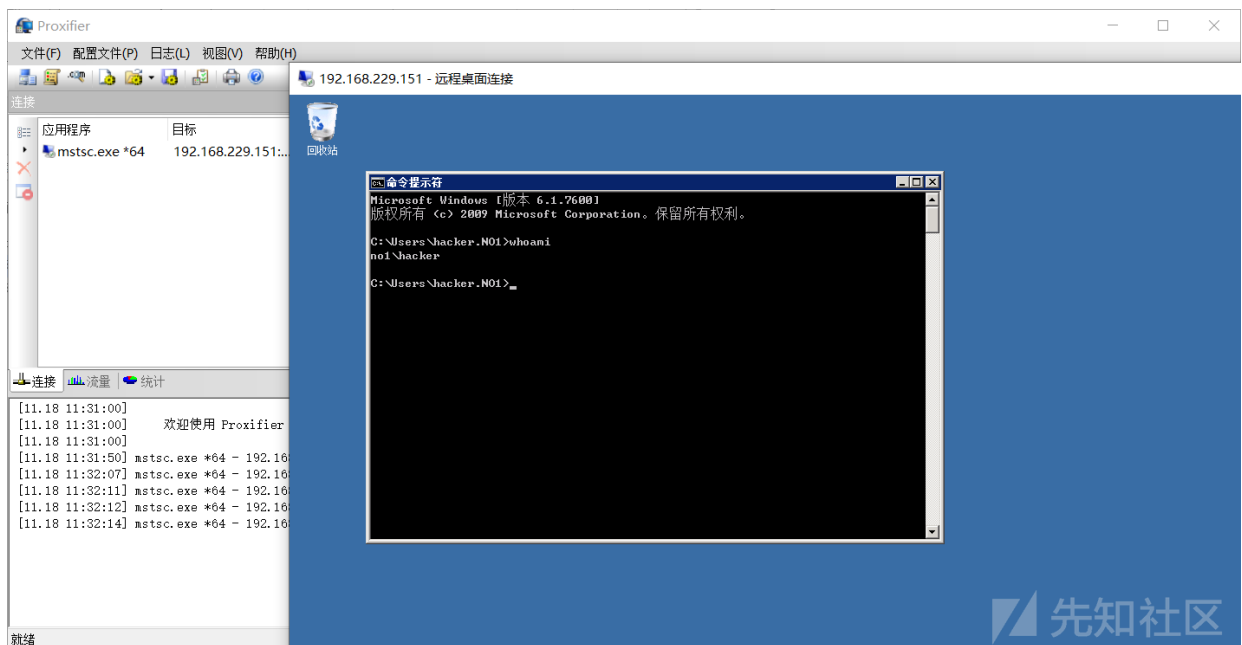 Proxifier
文件(F) 配置文件(P) 日志(L) 视图(V) 帮助(H)
192.168.229.151 - 远程桌面连接
连接
应用程序 目标
mstsc.exe *64 192.168.229.151:...
回收站
命令提示符
Microsoft Windows [版本 6.1.7600]
版权所有 (c) 2009 Microsoft Corporation。保留所有权利。
C:\Users\hacker.NO1>whoami
no1\hacker
C:\Users\hacker.NO1>_
连接 流量 统计
[11.18 11:31:00]
[11.18 11:31:00] 欢迎使用 Proxifier
[11.18 11:31:00]
[11.18 11:31:50] mstsc.exe *64 - 192.16
[11.18 11:32:07] mstsc.exe *64 - 192.16
[11.18 11:32:11] mstsc.exe *64 - 192.16
[11.18 11:32:12] mstsc.exe *64 - 192.16
[11.18 11:32:14] mstsc.exe *64 - 192.16
就绪
先知社区